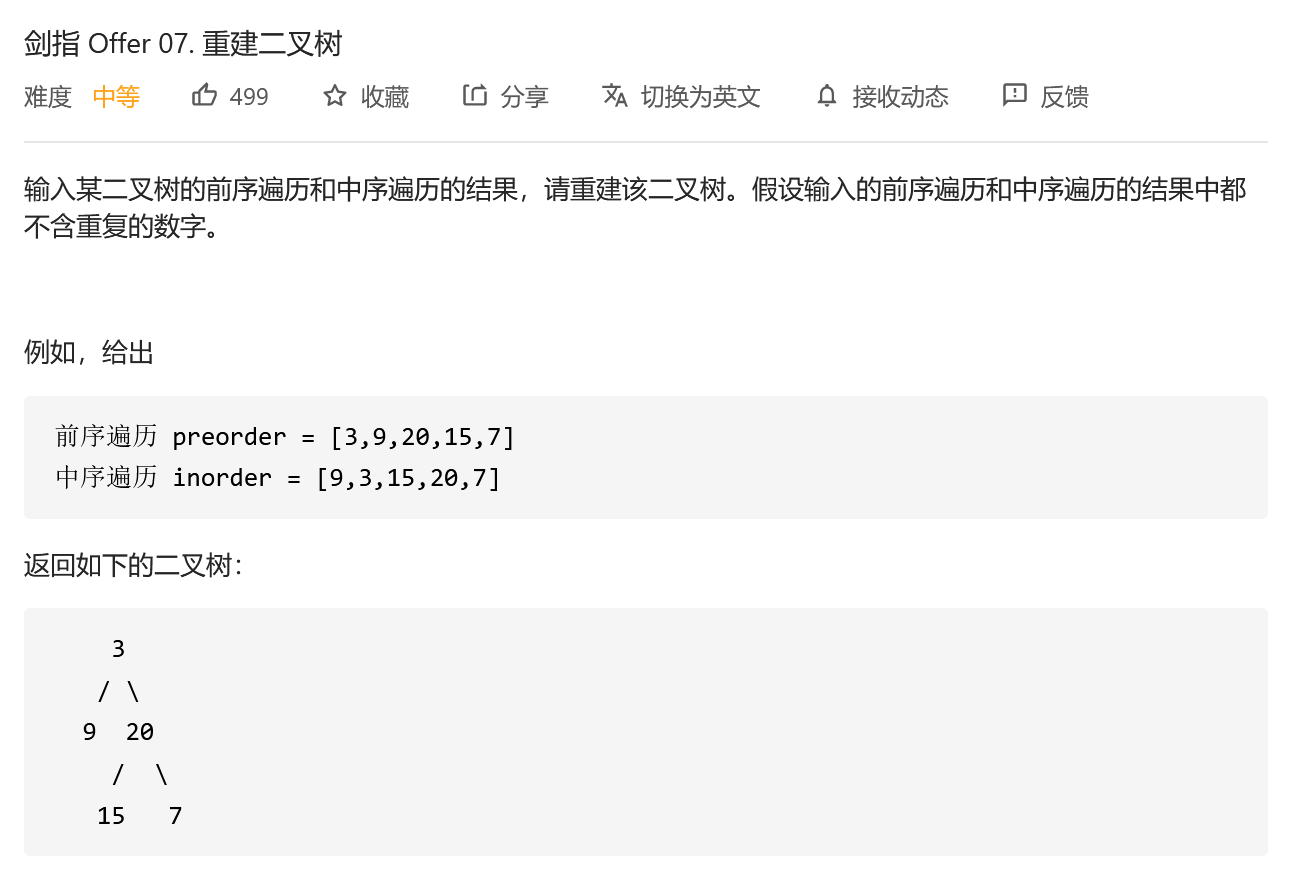 剑指 Offer 07. 重建二叉树
难度 中等 499 收藏 分享 切换为英文 接收动态 反馈
输入某二叉树的前序遍历和中序遍历的结果，请重建该二叉树。假设输入的前序遍历和中序遍历的结果中都
不含重复的数字。
例如，给出
前序遍历 preorder = [3,9,20,15,7]
中序遍历 inorder = [9,3,15,20,7]
返回如下的二叉树：
    3
   / \
  9  20
    /  \
   15   7